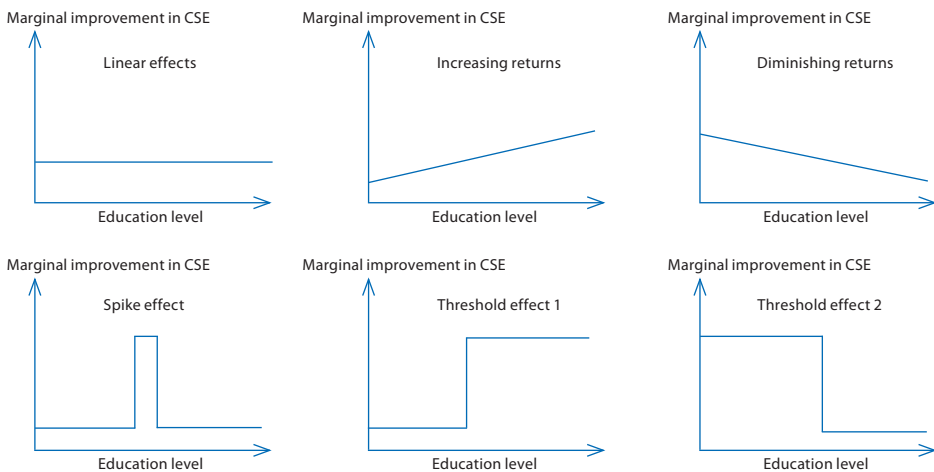 Marginal improvement in CSE
Linear effects
Education level
Marginal improvement in CSE
Increasing returns
Education level
Marginal improvement in CSE
Diminishing returns
Education level
Marginal improvement in CSE
Spike effect
Education level
Marginal improvement in CSE
Threshold effect 1
Education level
Marginal improvement in CSE
Threshold effect 2
Education level